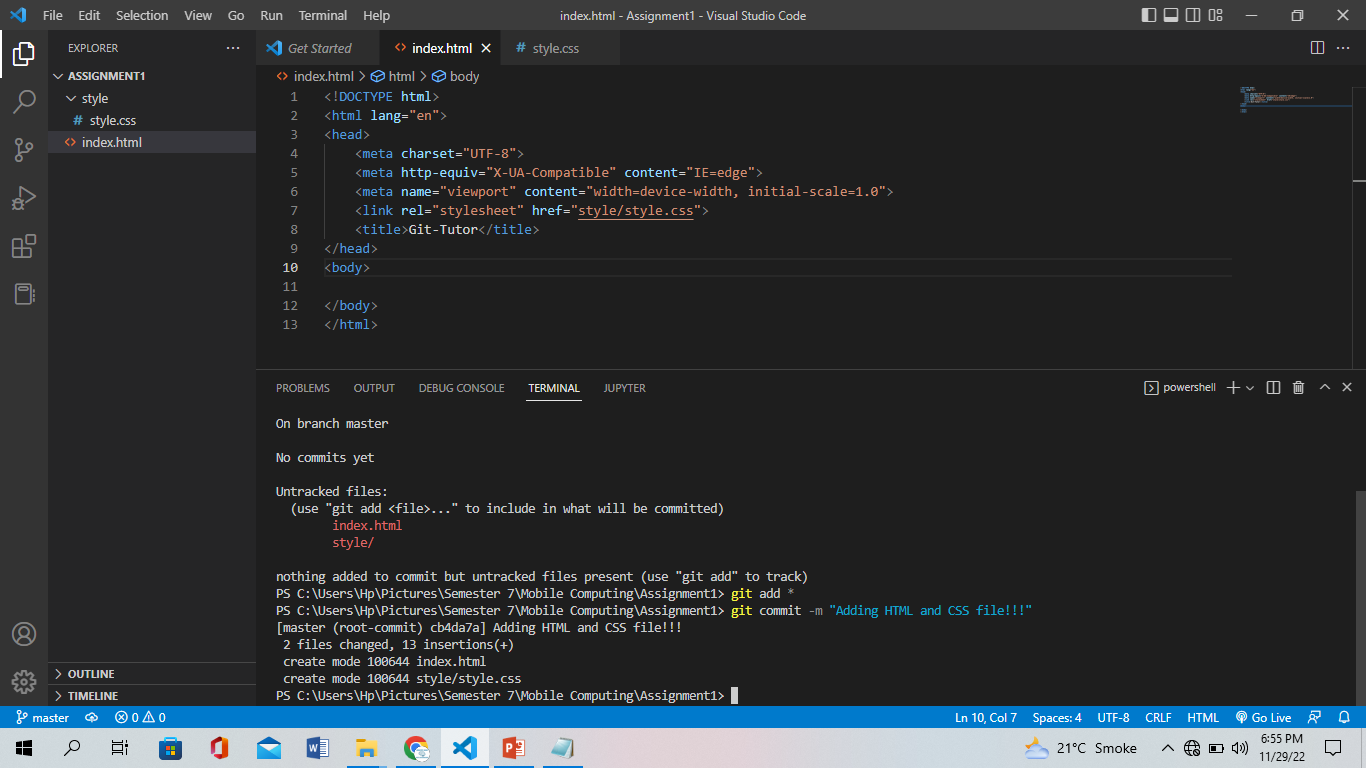 File Edit Selection View Go Run Terminal Help index.html - Assignment1 - Visual Studio Code
EXPLORER
ASSIGNMENT1
style
# style.css
<> index.html
OUTLINE
TIMELINE
Get Started <> index.html # style.css
<> index.html > html > body
1 <!DOCTYPE html>
2 <html lang="en">
3 <head>
4     <meta charset="UTF-8">
5     <meta http-equiv="X-UA-Compatible" content="IE=edge">
6     <meta name="viewport" content="width=device-width, initial-scale=1.0">
7     <link rel="stylesheet" href="style/style.css">
8     <title>Git-Tutor</title>
9 </head>
10 <body>
11
12 </body>
13 </html>
PROBLEMS OUTPUT DEBUG CONSOLE TERMINAL JUPYTER powershell
On branch master
No commits yet
Untracked files:
  (use "git add <file>..." to include in what will be committed)
        index.html
        style/
nothing added to commit but untracked files present (use "git add" to track)
PS C:\Users\Hp\Pictures\Semester 7\Mobile Computing\Assignment1> git add *
PS C:\Users\Hp\Pictures\Semester 7\Mobile Computing\Assignment1> git commit -m "Adding HTML and CSS file!!!"
[master (root-commit) cb4da7a] Adding HTML and CSS file!!!
 2 files changed, 13 insertions(+)
 create mode 100644 index.html
 create mode 100644 style/style.css
PS C:\Users\Hp\Pictures\Semester 7\Mobile Computing\Assignment1>
master 0 0 Ln 10, Col 7 Spaces: 4 UTF-8 CRLF HTML Go Live
21°C Smoke 6:55 PM
11/29/22